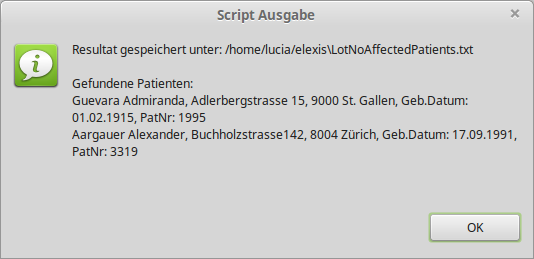 Script Ausgabe
Resultat gespeichert unter: /home/lucia/elexis\LotNoAffectedPatients.txt
Gefundene Patienten:
Guevara Admiranda, Adlerbergstrasse 15, 9000 St. Gallen, Geb.Datum:
01.02.1915, PatNr: 1995
Aargauer Alexander, Buchholzstrasse142, 8004 Zürich, Geb.Datum: 17.09.1991,
PatNr: 3319
OK